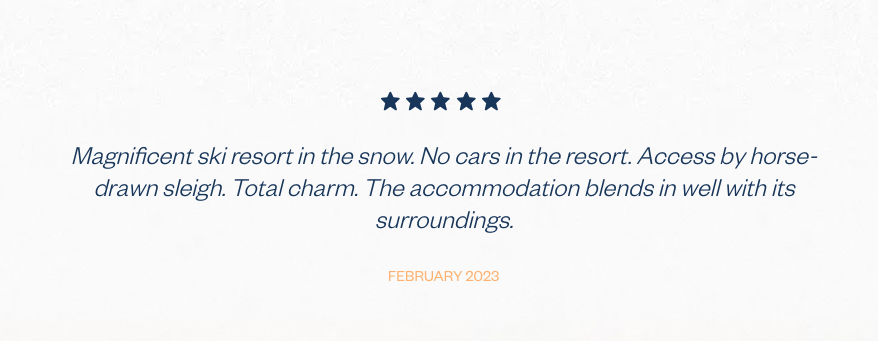 Magnificent ski resort in the snow. No cars in the resort. Access by horse-
drawn sleigh. Total charm. The accommodation blends in well with its
surroundings.
FEBRUARY 2023